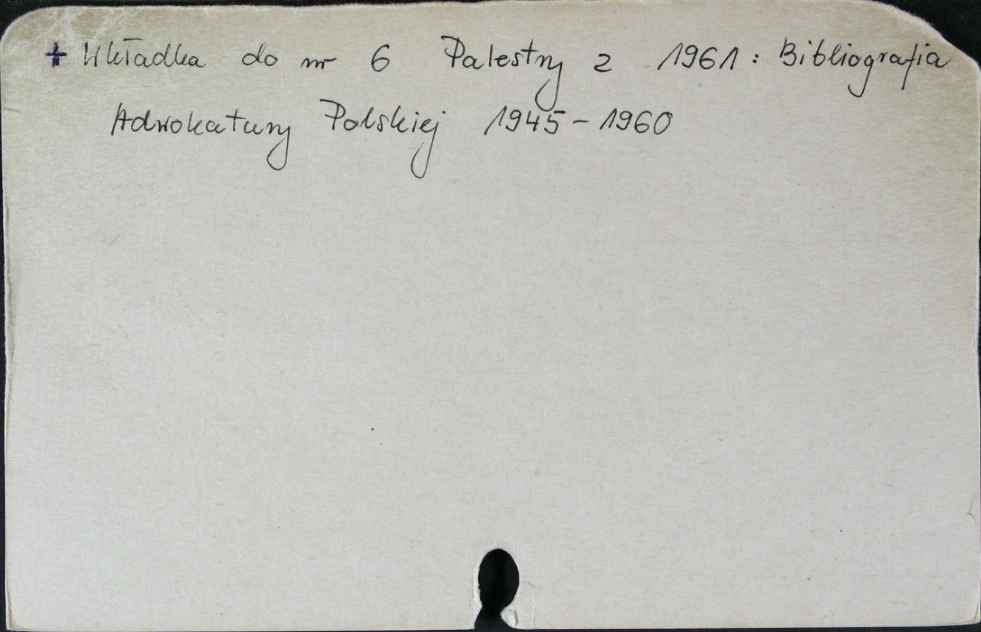 + Wkładka do nr 6 Palestry z 1961: Bibliografia
Adwokatury Polskiej 1945-1960